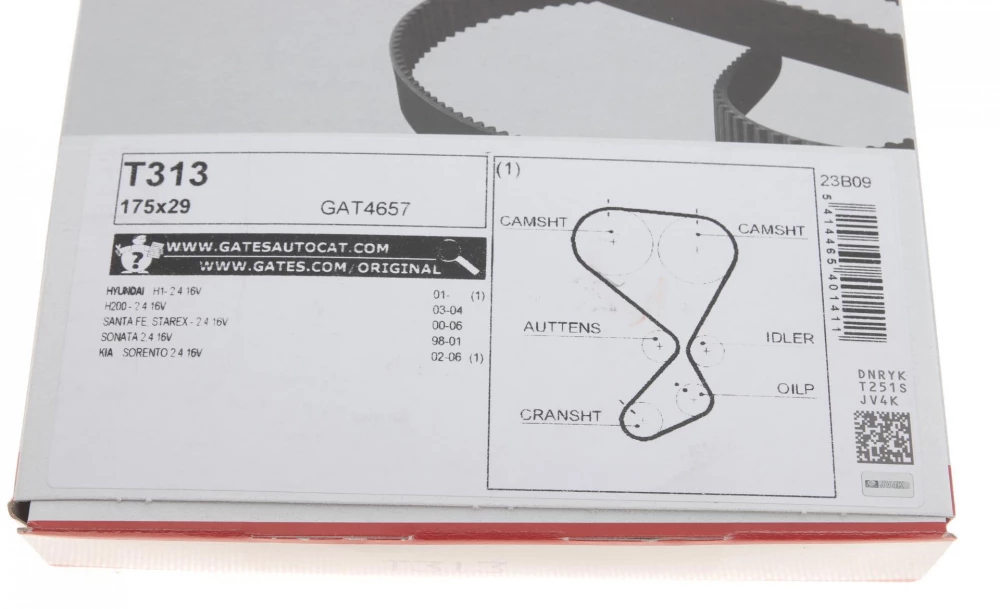 T313
175x29 GAT4657
WWW.GATESAUTOCAT.COM
WWW.GATES.COM/ORIGINAL
HYUNDAI H1- 2.4 16V 01- (1)
H200 - 2.4 16V 03-04
SANTA FE, STAREX - 2.4 16V 00-06
SONATA 2.4 16V 98-01
KIA SORENTO 2.4 16V 02-06 (1)
(1)
CAMSHT
CAMSHT
AUTTENS
IDLER
OILP
CRANSHT
23B09
5 414465 401411
DNRYK
T251S
JV4K